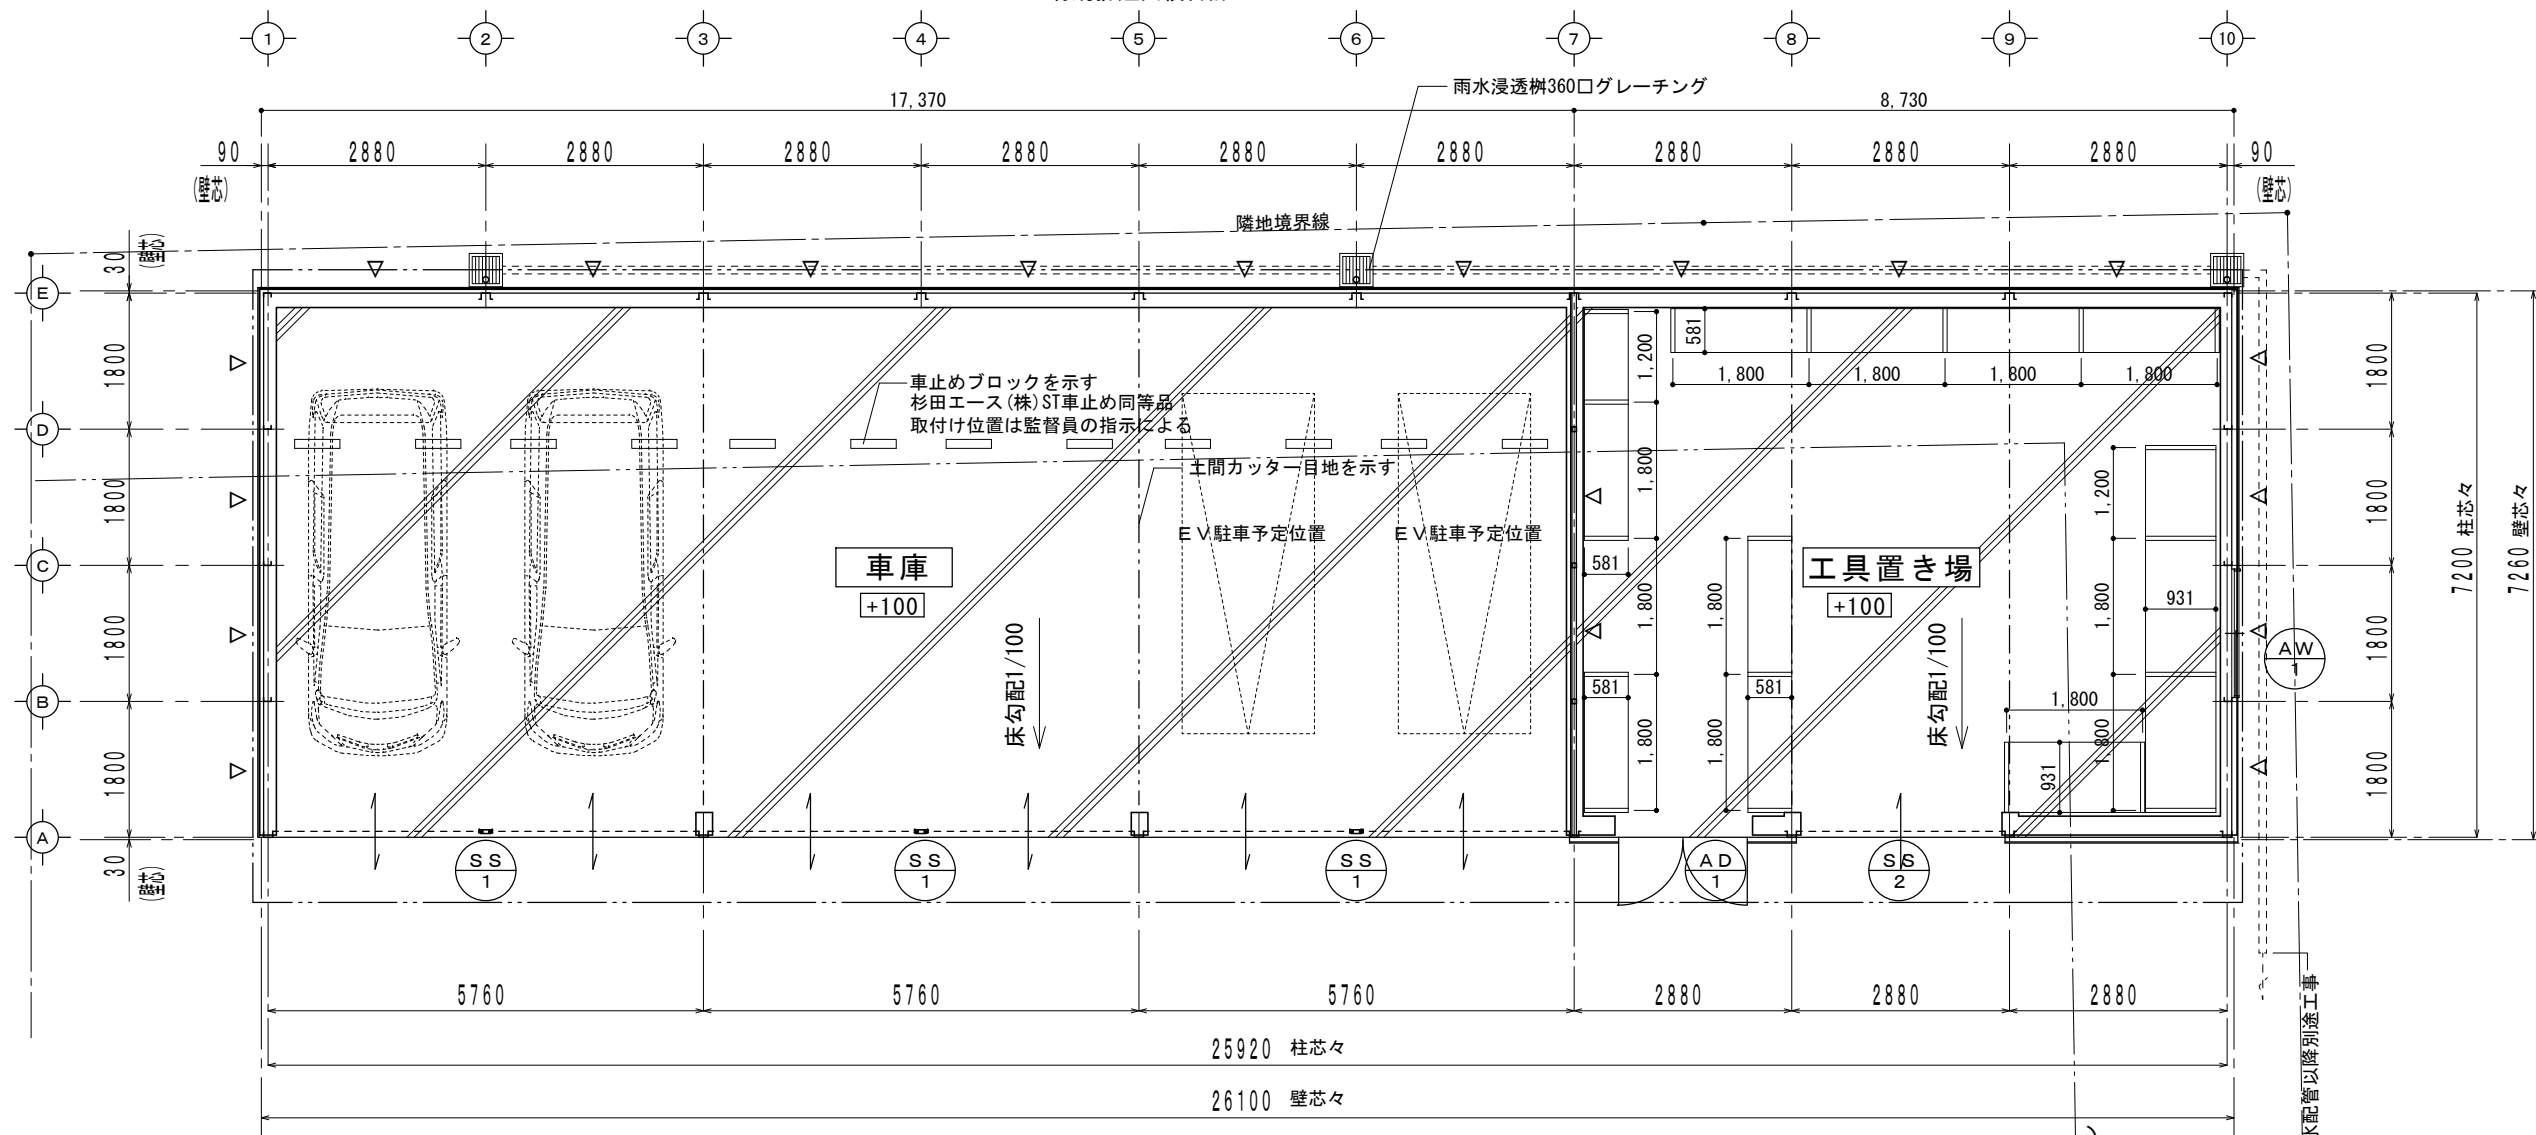 1 2 3 4 5 6 7 8 9 10
雨水浸透桝360□グレーチング
17,370 8,730
90 2880 2880 2880 2880 2880 2880 2880 2880 2880 90
(壁芯) (壁芯)
隣地境界線
30 (壁芯)
E
1800
D
1800
C
1800
B
1800
A
30 (壁芯)
車止めブロックを示す
杉田エース(株)ST車止め同等品
取付け位置は監督員の指示による
土間カッター目地を示す
EV駐車予定位置 EV駐車予定位置
車庫
+100
床勾配1/100
工具置き場
+100
床勾配1/100
581
1,800 1,800 1,800 1,800
1,200
1,800
581
1,800
581
1,800
1,800
581
1,800
1,200
1,800
931
1,800
1,800
931
1800
1800
1800
1800
7200 柱芯々
7260 壁芯々
AW
1
SS
1
SS
1
SS
1
AD
1
SS
2
5760 5760 5760 2880 2880 2880
25920 柱芯々
26100 壁芯々
配管以降別途工事